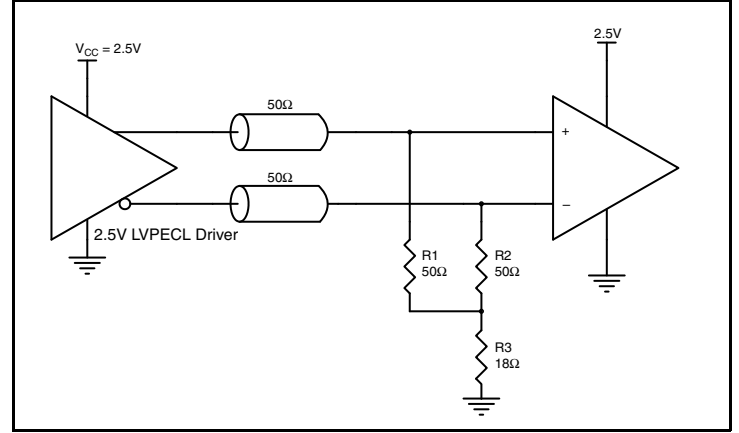 V_CC = 2.5V
2.5V
50Ω
50Ω
+
−
2.5V LVPECL Driver
R1
50Ω
R2
50Ω
R3
18Ω